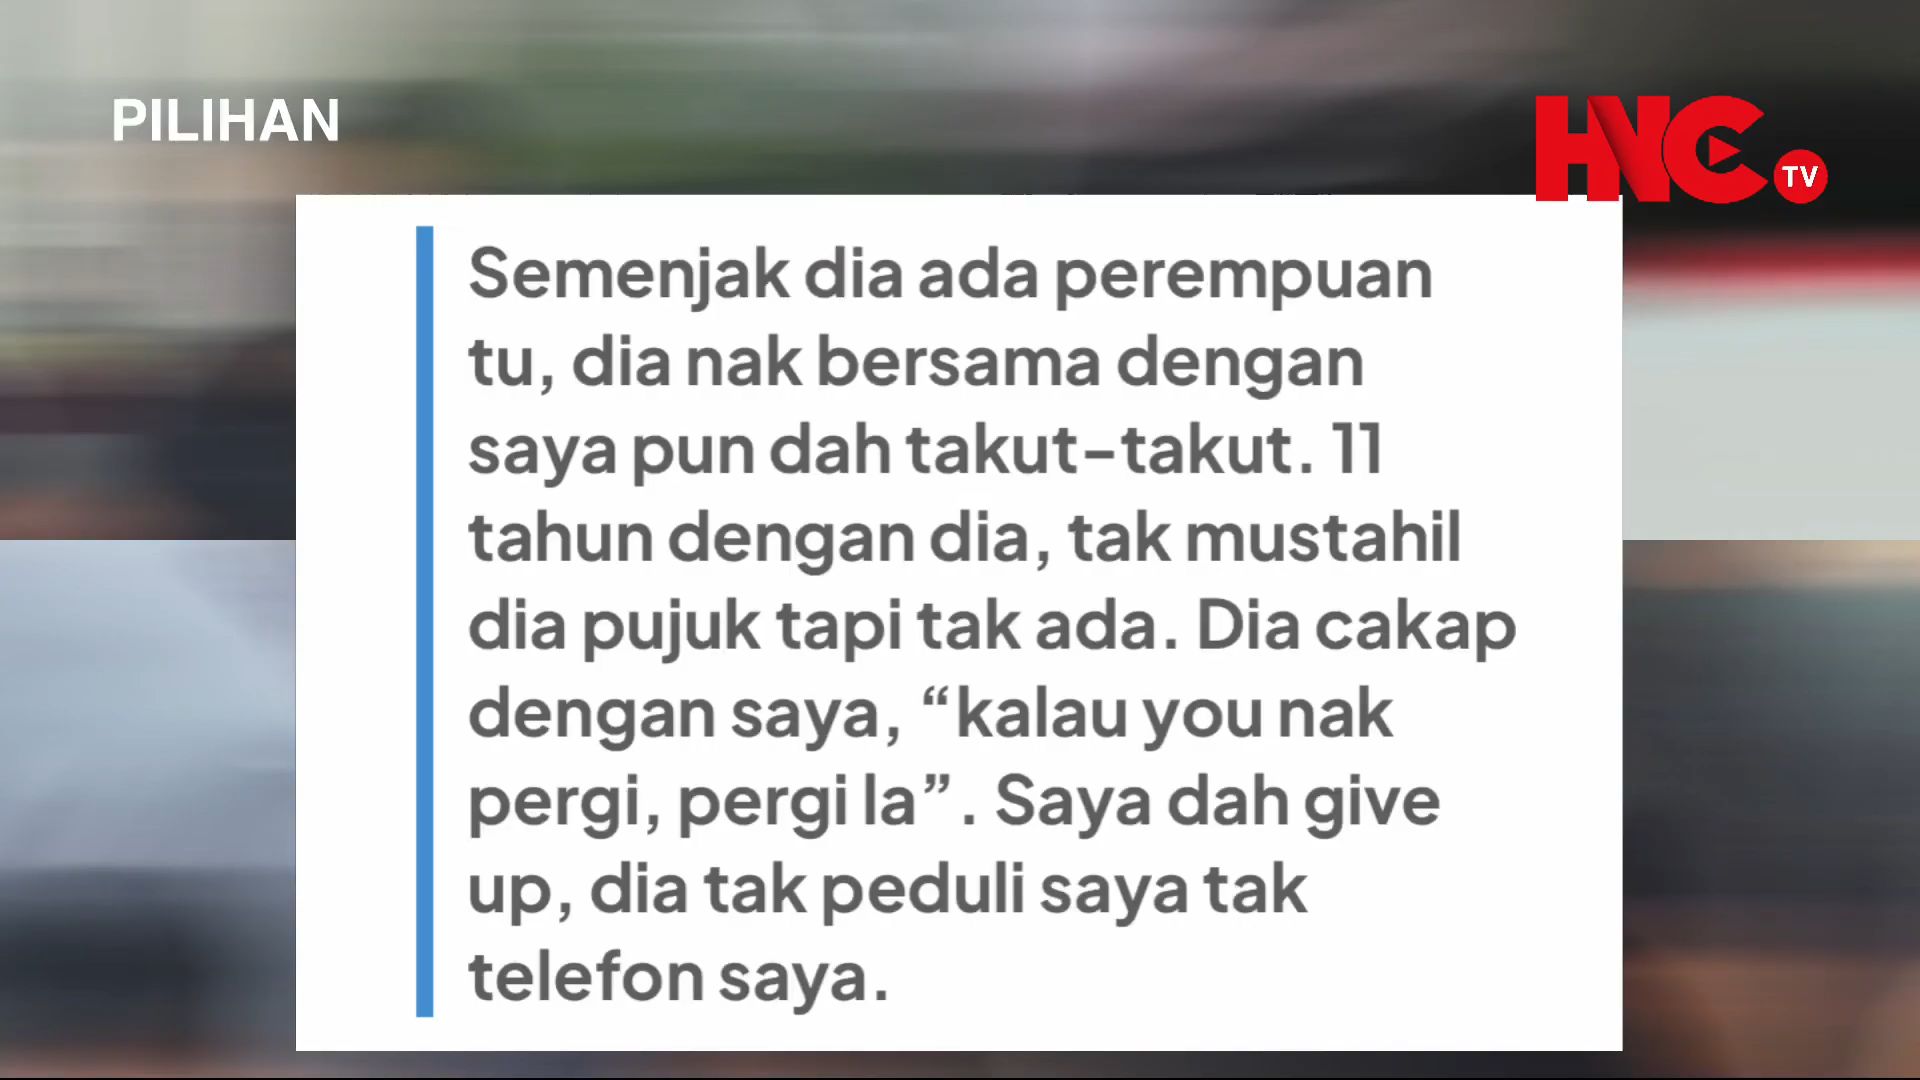 PILIHAN
HNC TV
Semenjak dia ada perempuan
tu, dia nak bersama dengan
saya pun dah takut-takut. 11
tahun dengan dia, tak mustahil
dia pujuk tapi tak ada. Dia cakap
dengan saya, “kalau you nak
pergi, pergi la”. Saya dah give
up, dia tak peduli saya tak
telefon saya.